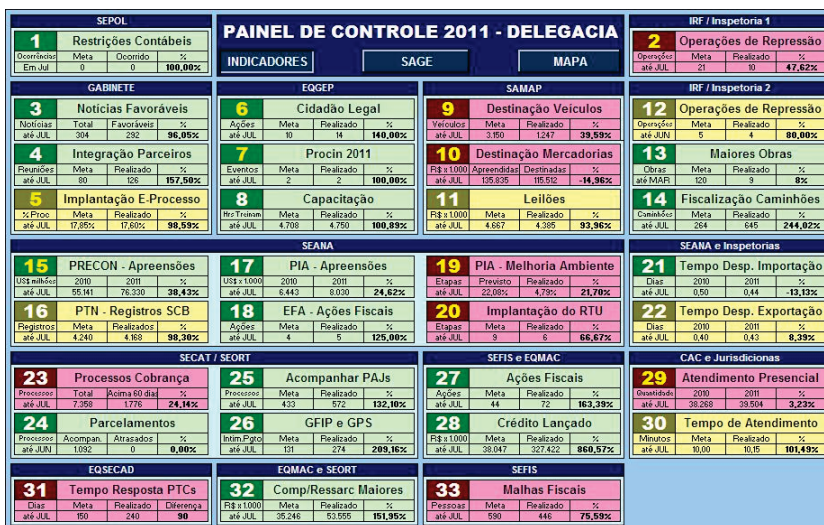 SEPOL
1 Restrições Contábeis
Ocorrências Meta Ocorrido %
Em Jul 0 0 100,00%
PAINEL DE CONTROLE 2011 - DELEGACIA
INDICADORES SAGE MAPA
IRF / Inspetoria 1
2 Operações de Repressão
Operações Meta Realizado %
até JUL 21 10 47,62%
GABINETE
3 Notícias Favoráveis
Notícias Total Favoráveis %
até JUL 304 292 96,05%
4 Integração Parceiros
Reuniões Meta Realizado %
até JUL 80 126 157,50%
5 Implantação E-Processo
% Proc Meta Realizado %
até JUL 17,85% 17,60% 98,59%
EQGEP
6 Cidadão Legal
Ações Meta Realizado %
até JUL 10 14 140,00%
7 Procin 2011
Eventos Meta Realizado %
até JUL 2 2 100,00%
8 Capacitação
Hrs Treinam Meta Realizado %
até JUL 4.708 4.750 100,89%
SAMAP
9 Destinação Veículos
Veículos Meta Realizado %
até JUL 3.150 1.247 39,59%
10 Destinação Mercadorias
R$ x 1.000 Apreendidas Destinadas %
até JUL 135.835 115.512 -14,96%
11 Leilões
R$ x 1.000 Meta Realizado %
até JUL 4.667 4.385 93,96%
IRF / Inspetoria 2
12 Operações de Repressão
Operações Meta Realizado %
até JUN 5 4 80,00%
13 Maiores Obras
Obras Meta Realizado %
até MAR 120 9 8%
14 Fiscalização Caminhões
Caminhões Meta Realizado %
até JUL 264 645 244,02%
SEANA
15 PRECON - Apreensões
US$ milhões 2010 2011 %
até JUL 55.141 76.330 38,43%
16 PTN - Registros SCB
Registros Meta Realizados %
até JUL 4.240 4.168 98,30%
17 PIA - Apreensões
US$ x 1.000 2010 2011 %
até JUL 6.443 8.030 24,62%
18 EFA - Ações Fiscais
Ações Meta Realizado %
até JUL 4 5 125,00%
19 PIA - Melhoria Ambiente
Etapas Previsto Realizado %
até JUL 22,08% 4,79% 21,70%
20 Implantação do RTU
Etapas Meta Realizado %
até JUL 9 6 66,67%
SEANA e Inspetorias
21 Tempo Desp. Importação
Dias 2010 2011 %
até JUL 0,50 0,44 -13,13%
22 Tempo Desp. Exportação
Dias 2010 2011 %
até JUL 0,40 0,43 8,39%
SECAT / SEORT
23 Processos Cobrança
Processos Total Acima 60 dias %
até JUL 7.358 1.776 24,14%
24 Parcelamentos
Processos Acompan. Atrasados %
até JUN 1.092 0 0,00%
25 Acompanhar PAJs
Processos Meta Realizado %
até JUL 433 572 132,10%
26 GFIP e GPS
Intim.Pgto Meta Realizado %
até JUL 131 274 209,16%
SEFIS e EQMAC
27 Ações Fiscais
Ações Meta Realizado %
até JUL 44 72 163,39%
28 Crédito Lançado
R$ x 1.000 Meta Realizado %
até JUL 38.047 327.422 860,57%
CAC e Jurisdicionas
29 Atendimento Presencial
Quantidade 2010 2011 %
até JUL 38.268 39.504 3,23%
30 Tempo de Atendimento
Minutos Meta Realizado %
até JUL 10,00 10,15 101,49%
EQSECAD
31 Tempo Resposta PTCs
Dias Meta Realizado Diferença
até JUL 150 240 90
EQMAC e SEORT
32 Comp/Ressarc Maiores
R$ x 1.000 Meta Realizado %
até JUL 35.246 53.555 151,95%
SEFIS
33 Malhas Fiscais
Pessoas Meta Realizado %
até JUL 590 446 75,59%